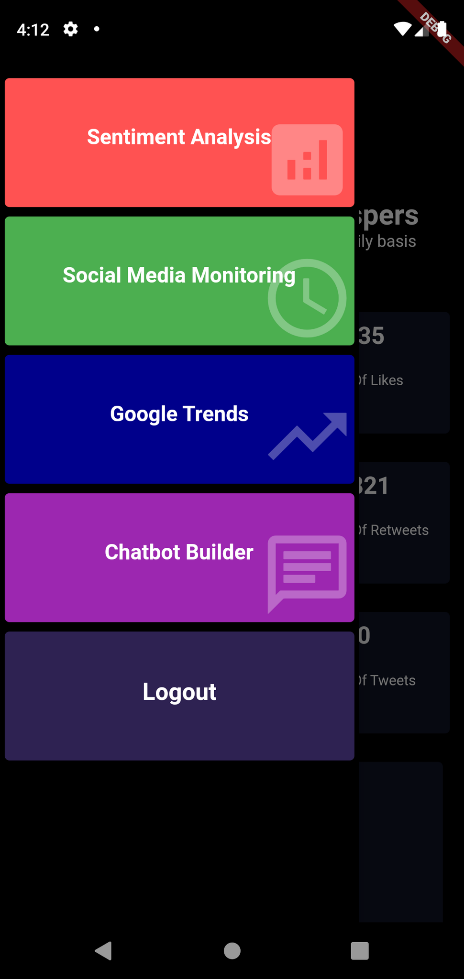 4:12
DEBUG
Sentiment Analysis
Social Media Monitoring
Google Trends
Chatbot Builder
Logout
spers
ily basis
35
Of Likes
321
Of Retweets
0
Of Tweets